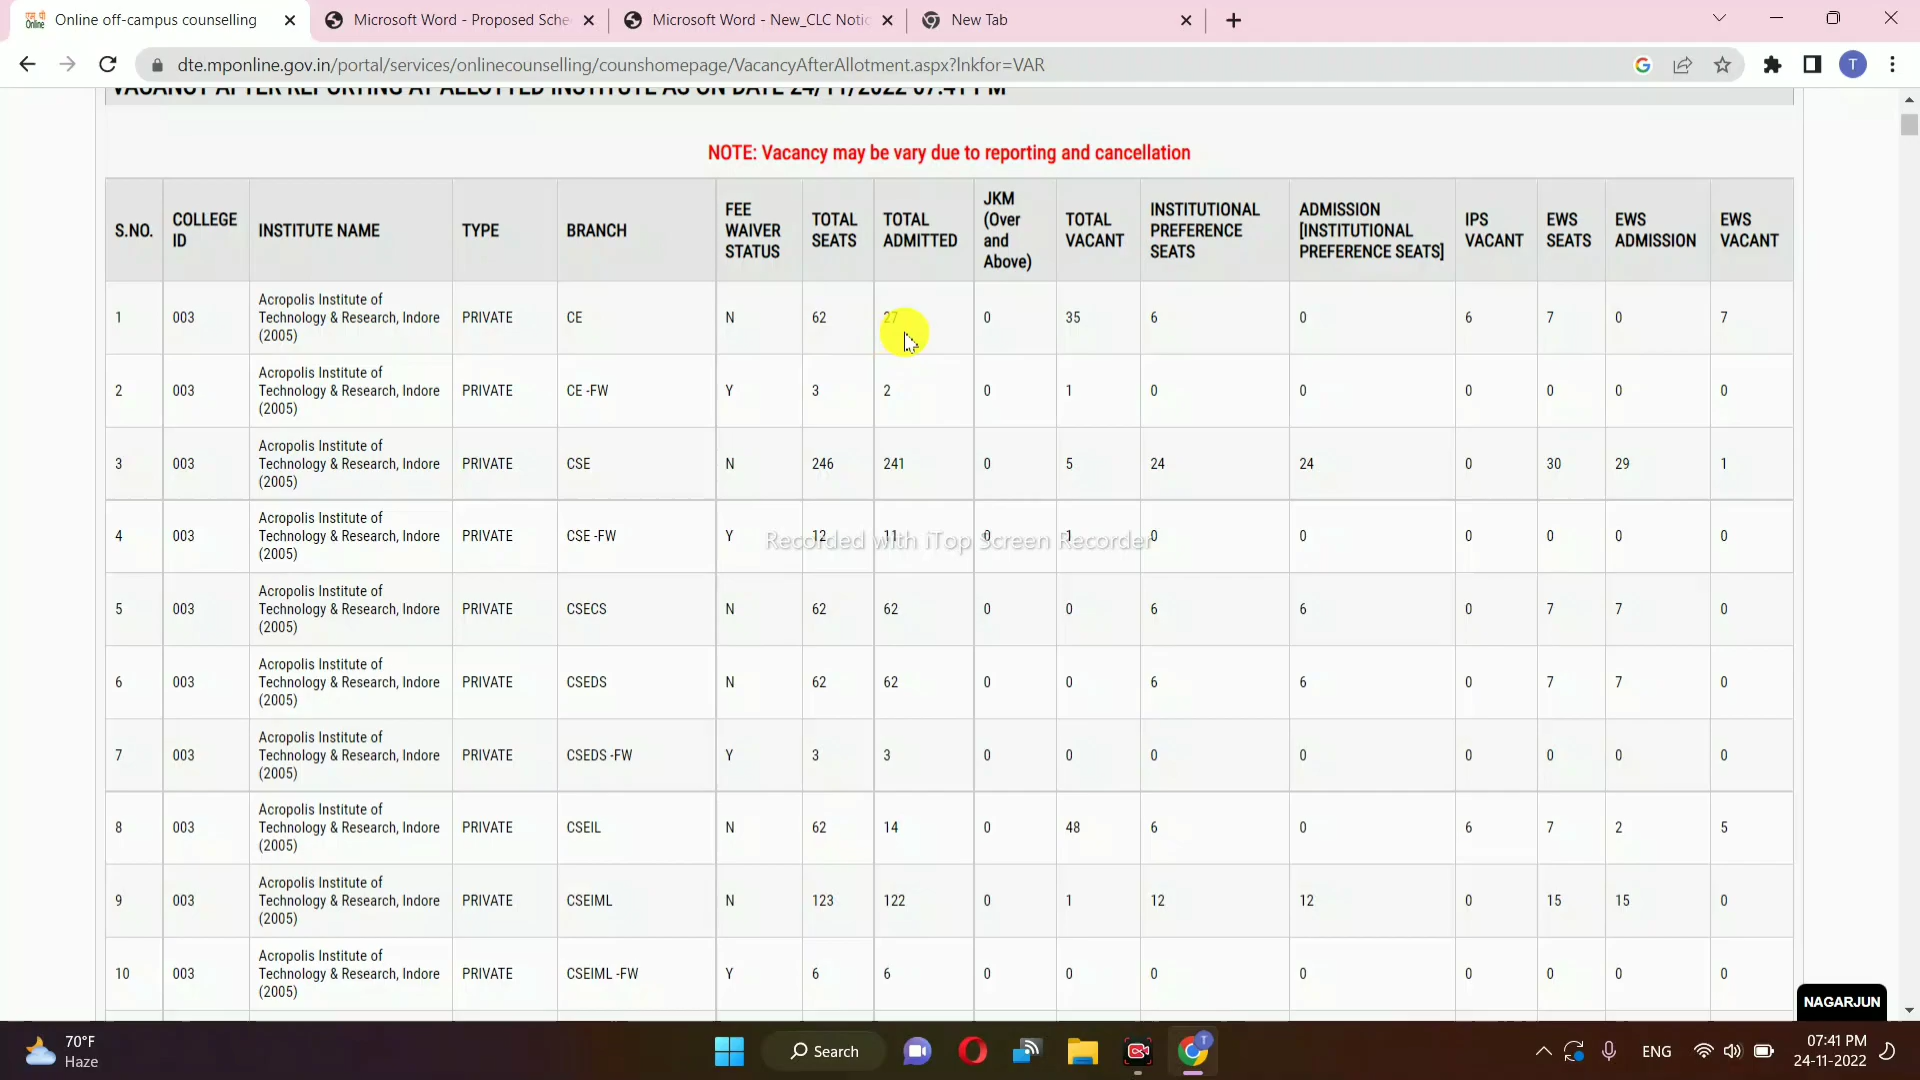 Online off-campus counselling
Microsoft Word - Proposed Sche
Microsoft Word - New_CLC Notic
New Tab
dte.mponline.gov.in/portal/services/onlinecounselling/counshomepage/VacancyAfterAllotment.aspx?lnkfor=VAR
T
VACANCY AFTER REPORTING AT ALLOTTED INSTITUTE AS ON DATE 24/11/2022 07:41 PM
NOTE: Vacancy may be vary due to reporting and cancellation
S.NO. COLLEGE ID INSTITUTE NAME TYPE BRANCH FEE WAIVER STATUS TOTAL SEATS TOTAL ADMITTED JKM (Over and Above) TOTAL VACANT INSTITUTIONAL PREFERENCE SEATS ADMISSION [INSTITUTIONAL PREFERENCE SEATS] IPS VACANT EWS SEATS EWS ADMISSION EWS VACANT
1 003 Acropolis Institute of Technology & Research, Indore (2005) PRIVATE CE N 62 27 0 35 6 0 6 7 0 7
2 003 Acropolis Institute of Technology & Research, Indore (2005) PRIVATE CE -FW Y 3 2 0 1 0 0 0 0 0 0
3 003 Acropolis Institute of Technology & Research, Indore (2005) PRIVATE CSE N 246 241 0 5 24 24 0 30 29 1
4 003 Acropolis Institute of Technology & Research, Indore (2005) PRIVATE CSE -FW Y 12 11 0 1 0 0 0 0 0 0
Recorded with iTop Screen Recorder
5 003 Acropolis Institute of Technology & Research, Indore (2005) PRIVATE CSECS N 62 62 0 0 6 6 0 7 7 0
6 003 Acropolis Institute of Technology & Research, Indore (2005) PRIVATE CSEDS N 62 62 0 0 6 6 0 7 7 0
7 003 Acropolis Institute of Technology & Research, Indore (2005) PRIVATE CSEDS -FW Y 3 3 0 0 0 0 0 0 0 0
8 003 Acropolis Institute of Technology & Research, Indore (2005) PRIVATE CSEIL N 62 14 0 48 6 0 6 7 2 5
9 003 Acropolis Institute of Technology & Research, Indore (2005) PRIVATE CSEIML N 123 122 0 1 12 12 0 15 15 0
10 003 Acropolis Institute of Technology & Research, Indore (2005) PRIVATE CSEIML -FW Y 6 6 0 0 0 0 0 0 0 0
NAGARJUN
70°F
Haze
Search
T
ENG
07:41 PM
24-11-2022